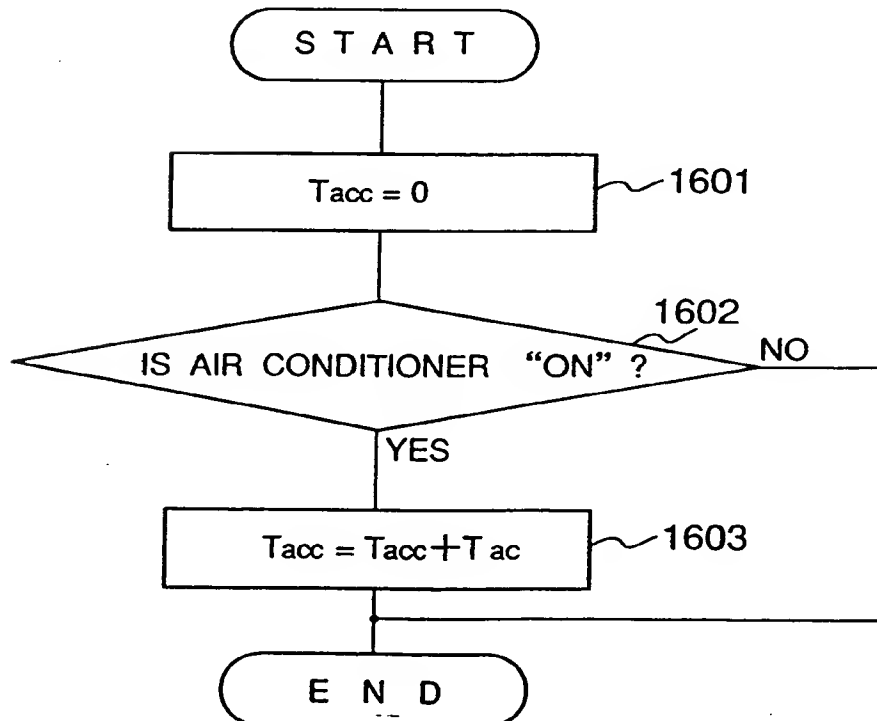 START
Tacc = 0
1601
1602
IS AIR CONDITIONER “ON” ?
NO
YES
Tacc = Tacc+Tac
1603
END